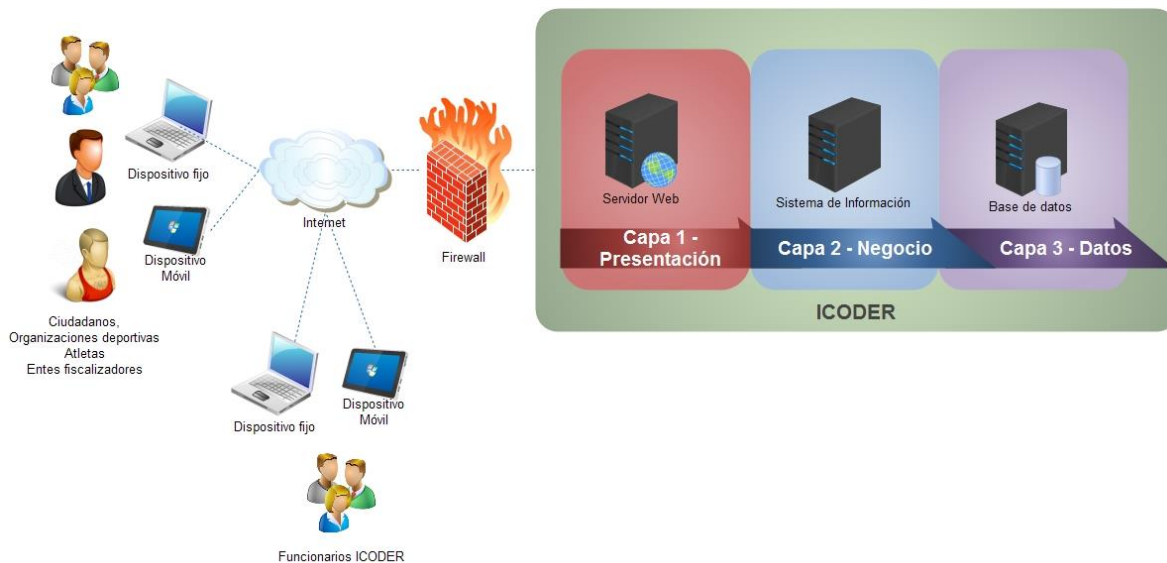 Dispositivo fijo
Dispositivo
Móvil
Ciudadanos,
Organizaciones deportivas
Atletas
Entes fiscalizadores
Internet
Firewall
Dispositivo fijo
Dispositivo
Móvil
Funcionarios ICODER
Servidor Web
Capa 1 -
Presentación
Sistema de Información
Capa 2 - Negocio
Base de datos
Capa 3 - Datos
ICODER